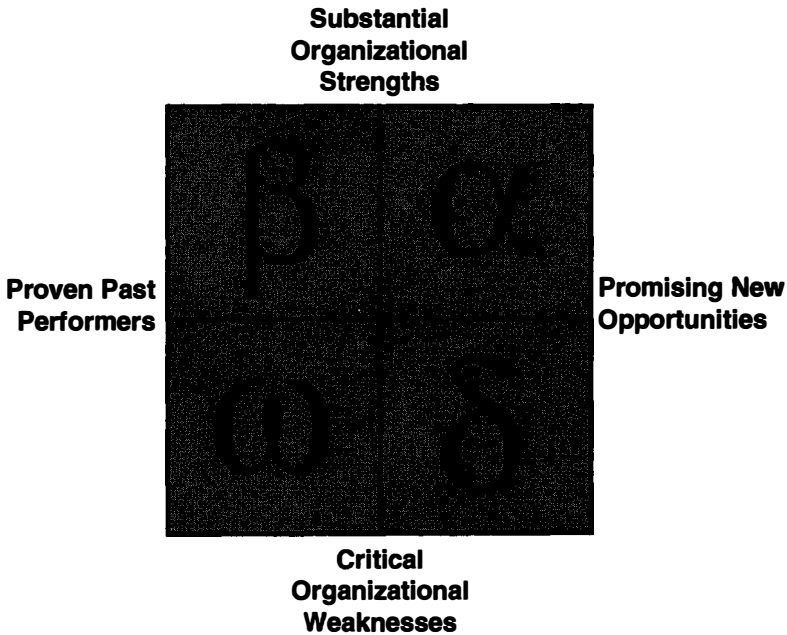 Substantial
Organizational
Strengths
β α
Proven Past
Performers
Promising New
Opportunities
ω δ
Critical
Organizational
Weaknesses